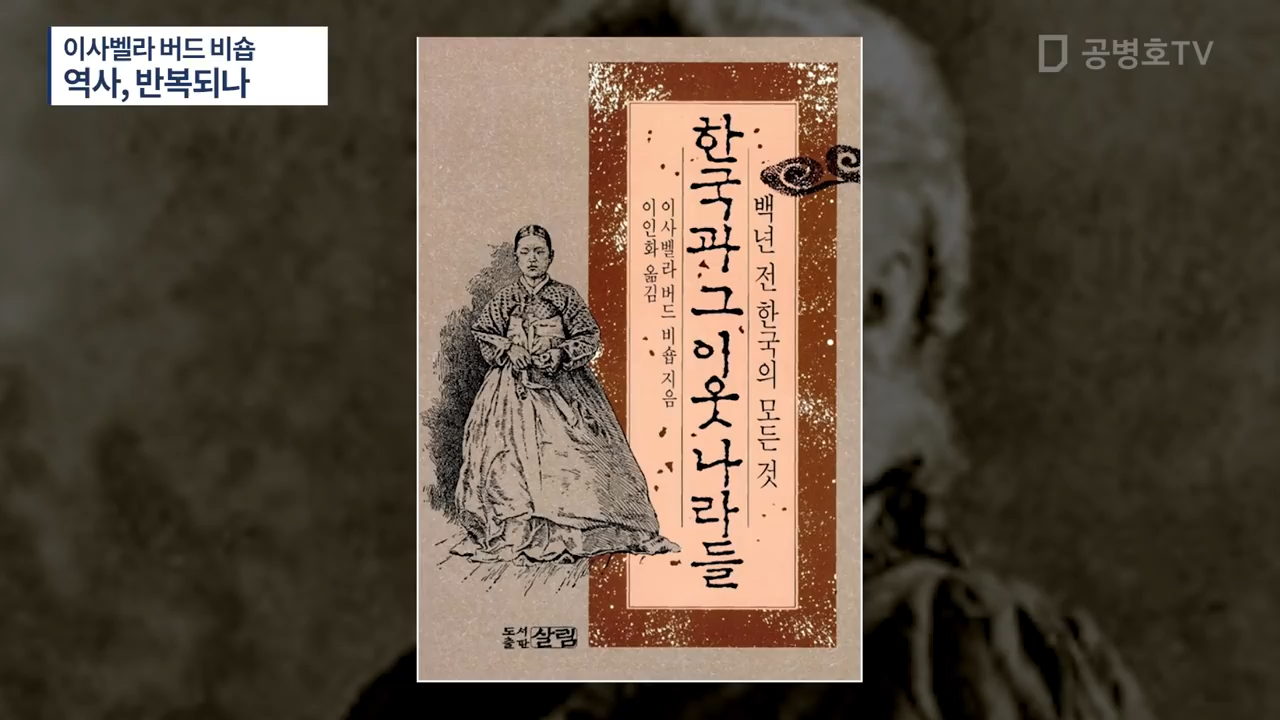 이사벨라 버드 비숍
역사, 반복되나
공병호TV
백년 전 한국의 모든 것
한국과 그 이웃나라들
이사벨라 버드 비숍 지음
이인화 옮김
도서
출판
살림